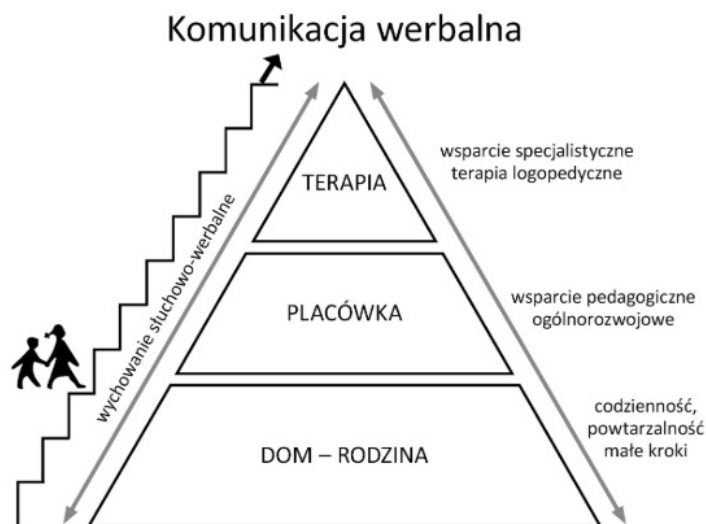 Komunikacja werbalna
wychowanie słuchowo-werbalne
TERAPIA
wsparcie specjalistyczne
terapia logopedyczne
PLACÓWKA
wsparcie pedagogiczne
ogólnorozwojowe
DOM – RODZINA
codzienność,
powtarzalność
małe kroki